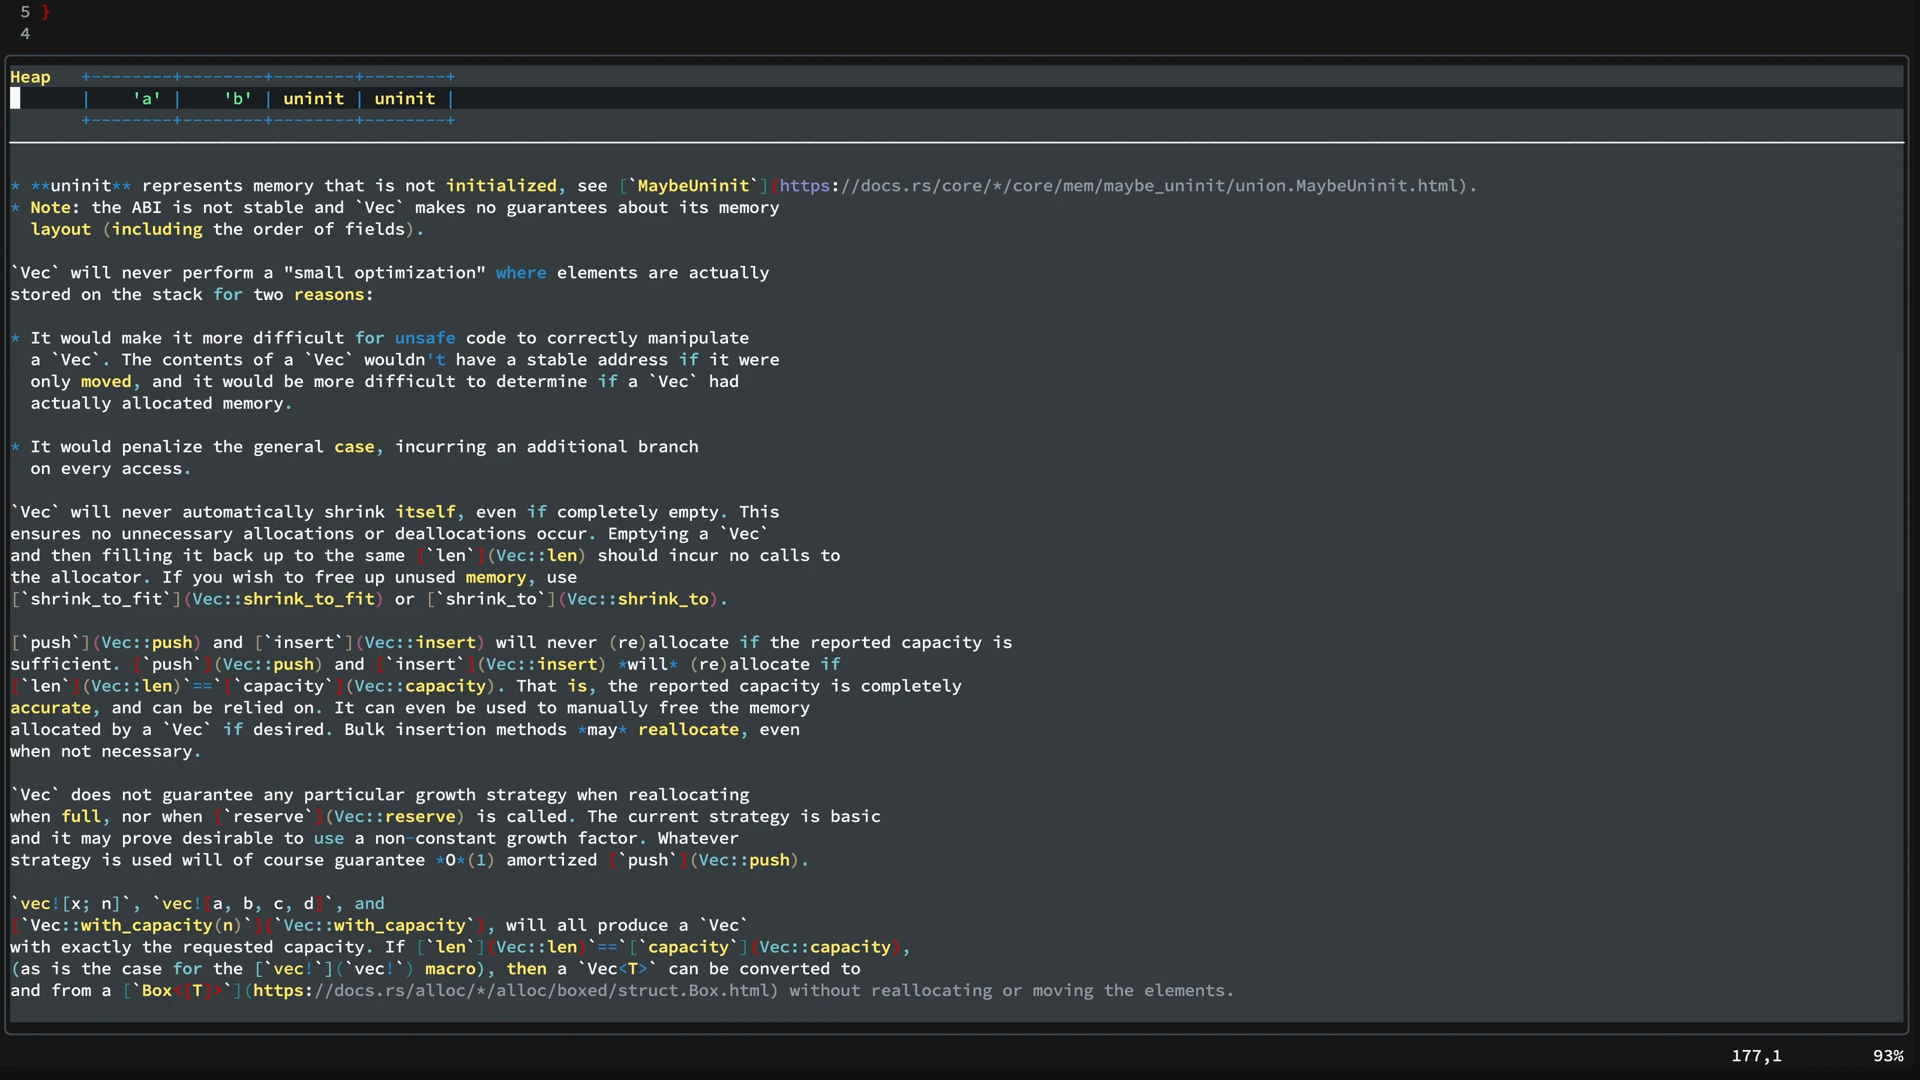 5 }
4
Heap   +--------+--------+--------+--------+
       |    'a' |    'b' | uninit | uninit |
       +--------+--------+--------+--------+
* **uninit** represents memory that is not initialized, see [`MaybeUninit`](https://docs.rs/core/*/core/mem/maybe_uninit/union.MaybeUninit.html).
* Note: the ABI is not stable and `Vec` makes no guarantees about its memory
  layout (including the order of fields).
`Vec` will never perform a "small optimization" where elements are actually
stored on the stack for two reasons:
* It would make it more difficult for unsafe code to correctly manipulate
  a `Vec`. The contents of a `Vec` wouldn't have a stable address if it were
  only moved, and it would be more difficult to determine if a `Vec` had
  actually allocated memory.
* It would penalize the general case, incurring an additional branch
  on every access.
`Vec` will never automatically shrink itself, even if completely empty. This
ensures no unnecessary allocations or deallocations occur. Emptying a `Vec`
and then filling it back up to the same [`len`](Vec::len) should incur no calls to
the allocator. If you wish to free up unused memory, use
[`shrink_to_fit`](Vec::shrink_to_fit) or [`shrink_to`](Vec::shrink_to).
[`push`](Vec::push) and [`insert`](Vec::insert) will never (re)allocate if the reported capacity is
sufficient. [`push`](Vec::push) and [`insert`](Vec::insert) *will* (re)allocate if
[`len`](Vec::len)`==`[`capacity`](Vec::capacity). That is, the reported capacity is completely
accurate, and can be relied on. It can even be used to manually free the memory
allocated by a `Vec` if desired. Bulk insertion methods *may* reallocate, even
when not necessary.
`Vec` does not guarantee any particular growth strategy when reallocating
when full, nor when [`reserve`](Vec::reserve) is called. The current strategy is basic
and it may prove desirable to use a non-constant growth factor. Whatever
strategy is used will of course guarantee *O*(1) amortized [`push`](Vec::push).
`vec![x; n]`, `vec![a, b, c, d]`, and
[`Vec::with_capacity(n)`](`Vec::with_capacity`), will all produce a `Vec`
with exactly the requested capacity. If [`len`](Vec::len)`==`[`capacity`](Vec::capacity),
(as is the case for the [`vec!`](`vec!`) macro), then a `Vec<T>` can be converted to
and from a [`Box<[T]>`](https://docs.rs/alloc/*/alloc/boxed/struct.Box.html) without reallocating or moving the elements.
177,1 93%